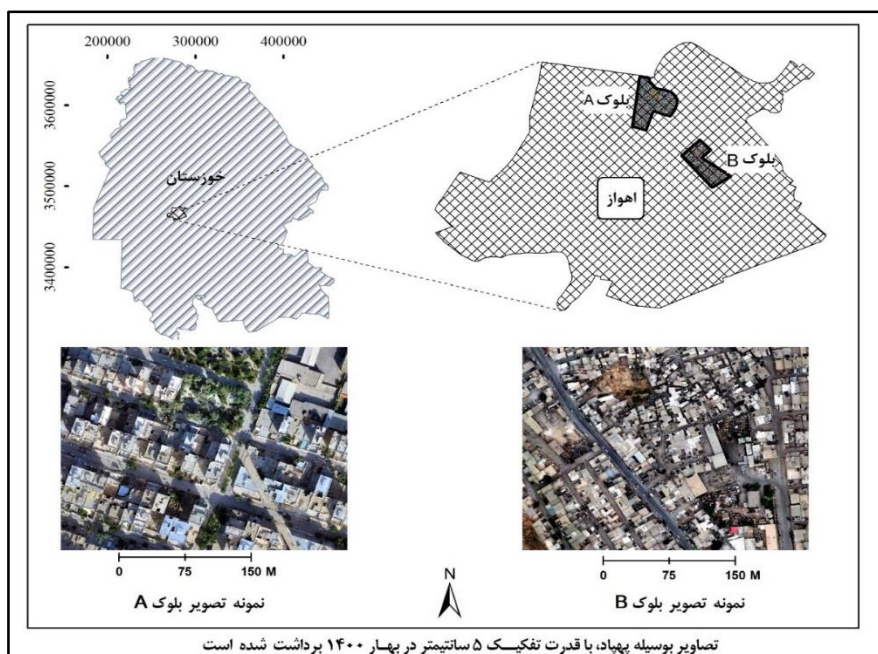 200000 300000 400000
3600000
3500000
3400000
خوزستان
بلوک A
بلوک B
اهواز
0 75 150 M
نمونه تصویر بلوک A
N
0 75 150 M
نمونه تصویر بلوک B
تصاویر بوسیله پهپاد، با قدرت تفکیک ۵ سانتیمتر در بهار ۱۴۰۰ برداشت شده است